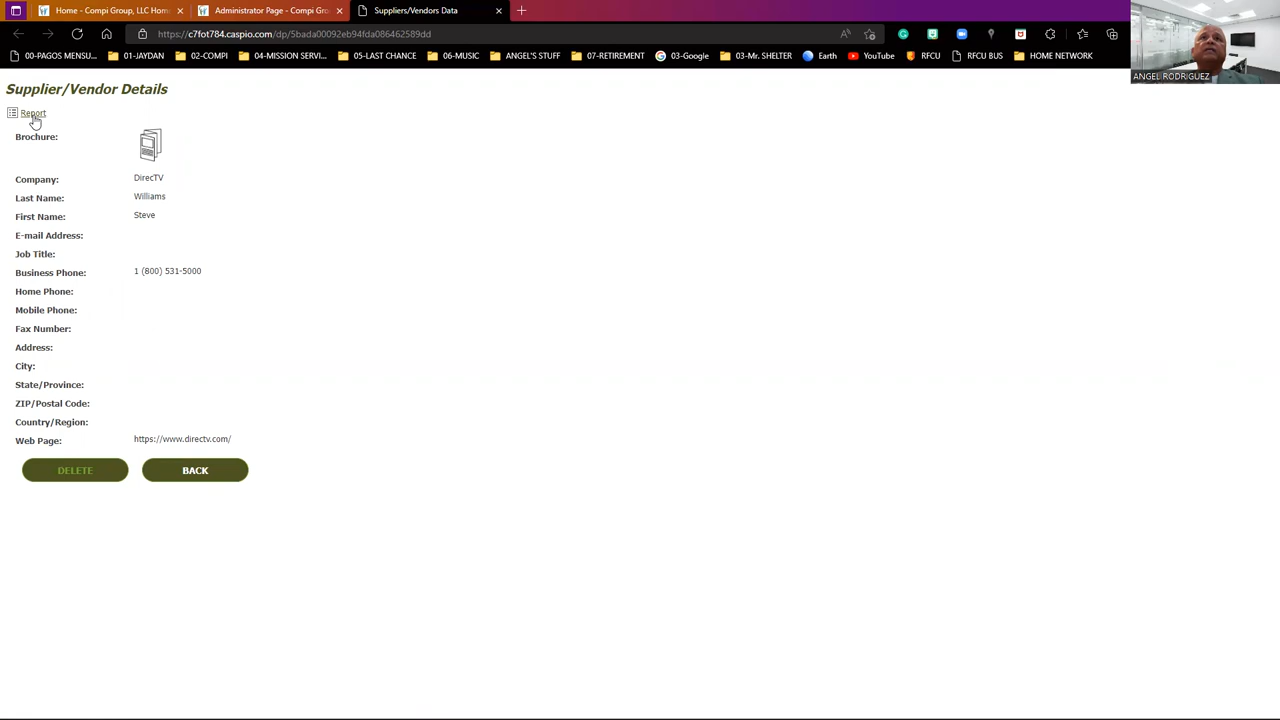 Home - Compi Group, LLC Hom
Administrator Page - Compi Gro
Suppliers/Vendors Data
https://c7fot784.caspio.com/dp/5bada00092eb94fda086462589dd
00-PAGOS MENSU...
01-JAYDAN
02-COMPI
04-MISSION SERVI...
05-LAST CHANCE
06-MUSIC
ANGEL'S STUFF
07-RETIREMENT
03-Google
03-Mr. SHELTER
Earth
YouTube
RFCU
RFCU BUS
HOME NETWORK
ANGEL RODRIGUEZ
Supplier/Vendor Details
Report
Brochure:
Company: DirecTV
Last Name: Williams
First Name: Steve
E-mail Address:
Job Title:
Business Phone: 1 (800) 531-5000
Home Phone:
Mobile Phone:
Fax Number:
Address:
City:
State/Province:
ZIP/Postal Code:
Country/Region:
Web Page: https://www.directv.com/
DELETE BACK